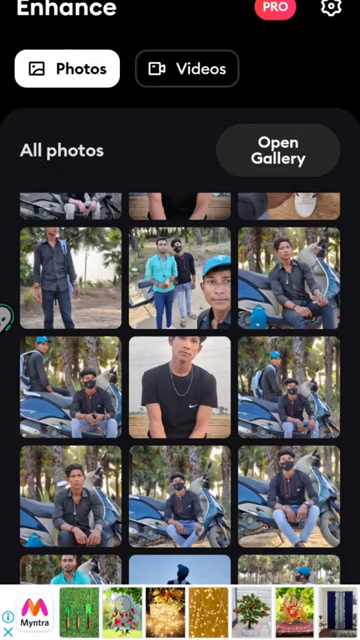 Enhance
PRO
Photos
Videos
All photos
Open
Gallery
Myntra